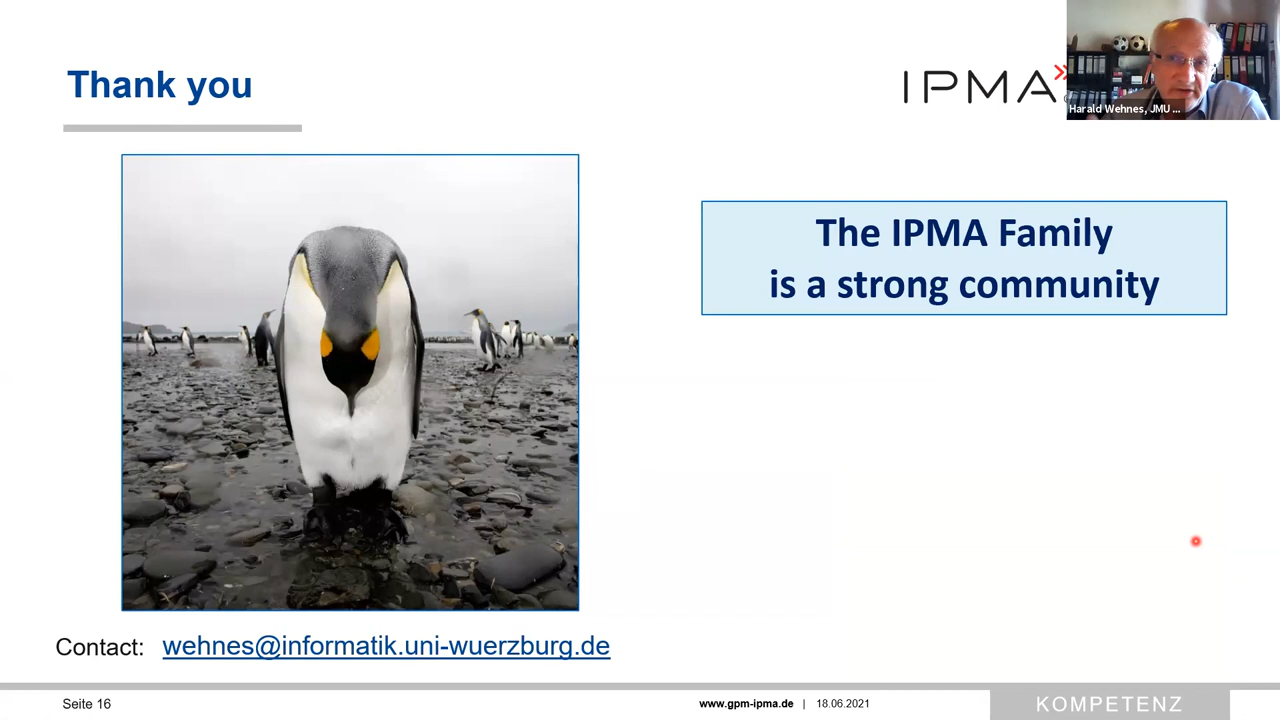 Thank you
IPMA
Harald Wehnes, JMU ...
The IPMA Family
is a strong community
Contact: wehnes@informatik.uni-wuerzburg.de
Seite 16
www.gpm-ipma.de | 18.06.2021
KOMPETENZ